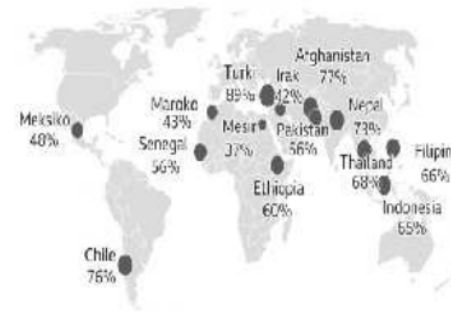 Afghanistan
77%
Turki
89%
Irak
42%
Meksiko
48%
Maroko
43%
Mesir
37%
Pakistan
56%
Nepal
73%
Senegal
56%
Thailand
68%
Filipin
66%
Ethiopia
60%
Indonesia
65%
Chile
76%